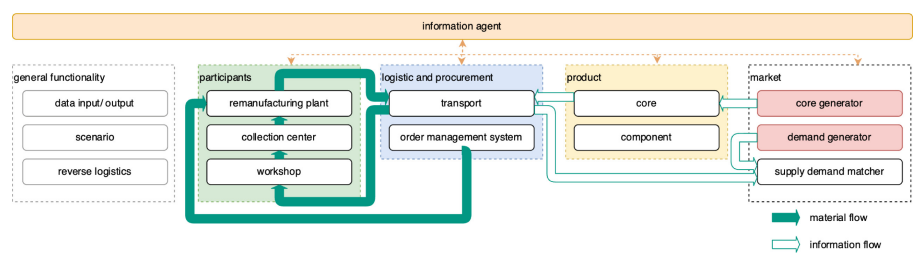 information agent
general functionality
data input/ output
scenario
reverse logistics
participants
remanufacturing plant
collection center
workshop
logistic and procurement
transport
order management system
product
core
component
market
core generator
demand generator
supply demand matcher
material flow
information flow